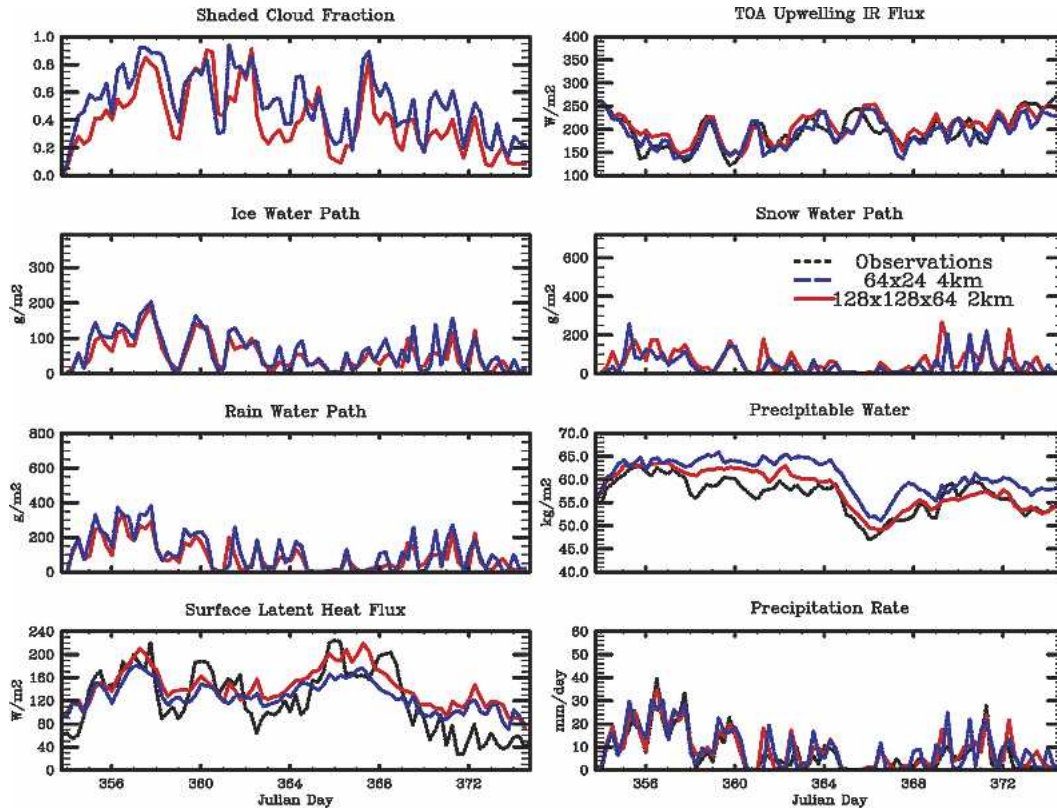 Shaded Cloud Fraction
1.0
0.8
0.6
0.4
0.2
0.0
TOA Upwelling IR Flux
W/m2
400
350
300
250
200
150
100
Ice Water Path
g/m2
300
200
100
0
Snow Water Path
g/m2
600
400
200
0
Observations
64x24 4km
128x128x64 2km
Rain Water Path
g/m2
800
600
400
200
0
Precipitable Water
kg/m2
70.0
65.0
60.0
55.0
50.0
45.0
40.0
Surface Latent Heat Flux
W/m2
240
200
160
120
80
40
0
356 360 364 368 372
Julian Day
Precipitation Rate
mm/day
60
50
40
30
20
10
0
356 360 364 368 372
Julian Day